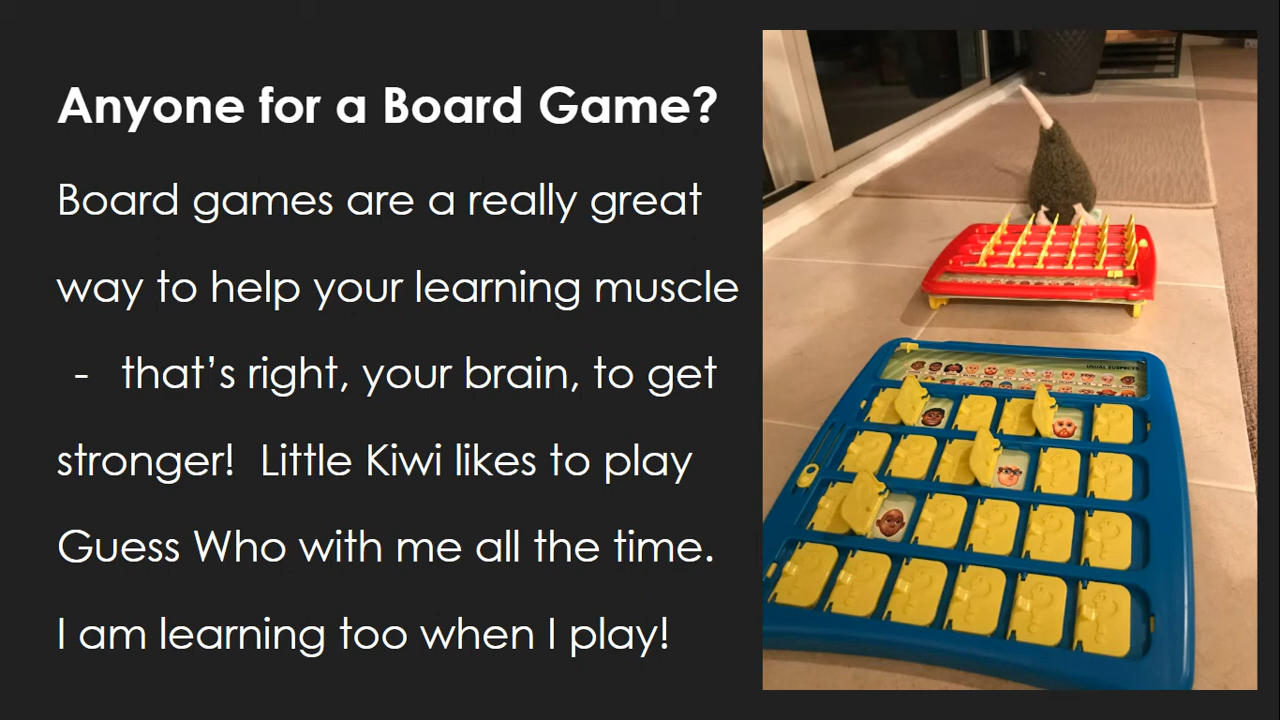 Anyone for a Board Game?
Board games are a really great
way to help your learning muscle
- that’s right, your brain, to get
stronger! Little Kiwi likes to play
Guess Who with me all the time.
I am learning too when I play!
USUAL SUSPECTS